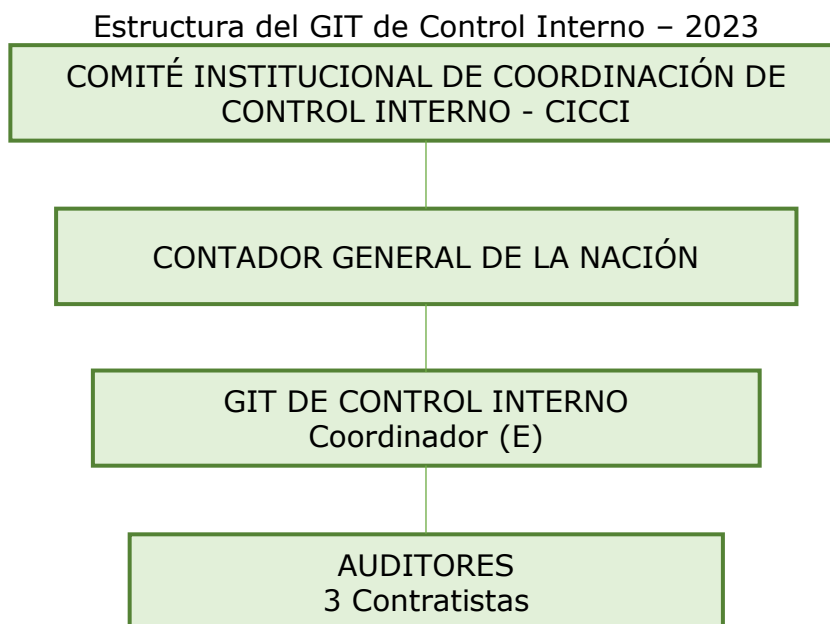 Estructura del GIT de Control Interno – 2023
COMITÉ INSTITUCIONAL DE COORDINACIÓN DE
CONTROL INTERNO - CICCI
CONTADOR GENERAL DE LA NACIÓN
GIT DE CONTROL INTERNO
Coordinador (E)
AUDITORES
3 Contratistas